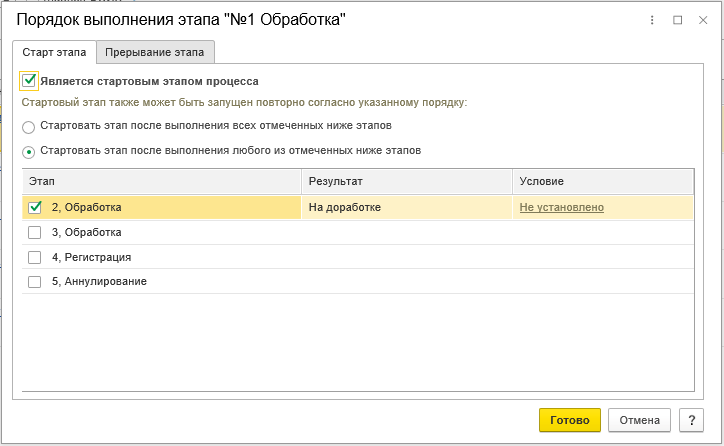 Порядок выполнения этапа "№1 Обработка"
Старт этапа Прерывание этапа
Является стартовым этапом процесса
Стартовый этап также может быть запущен повторно согласно указанному порядку:
Стартовать этап после выполнения всех отмеченных ниже этапов
Стартовать этап после выполнения любого из отмеченных ниже этапов
Этап Результат Условие
2, Обработка На доработке Не установлено
3, Обработка
4, Регистрация
5, Аннулирование
Готово Отмена ?